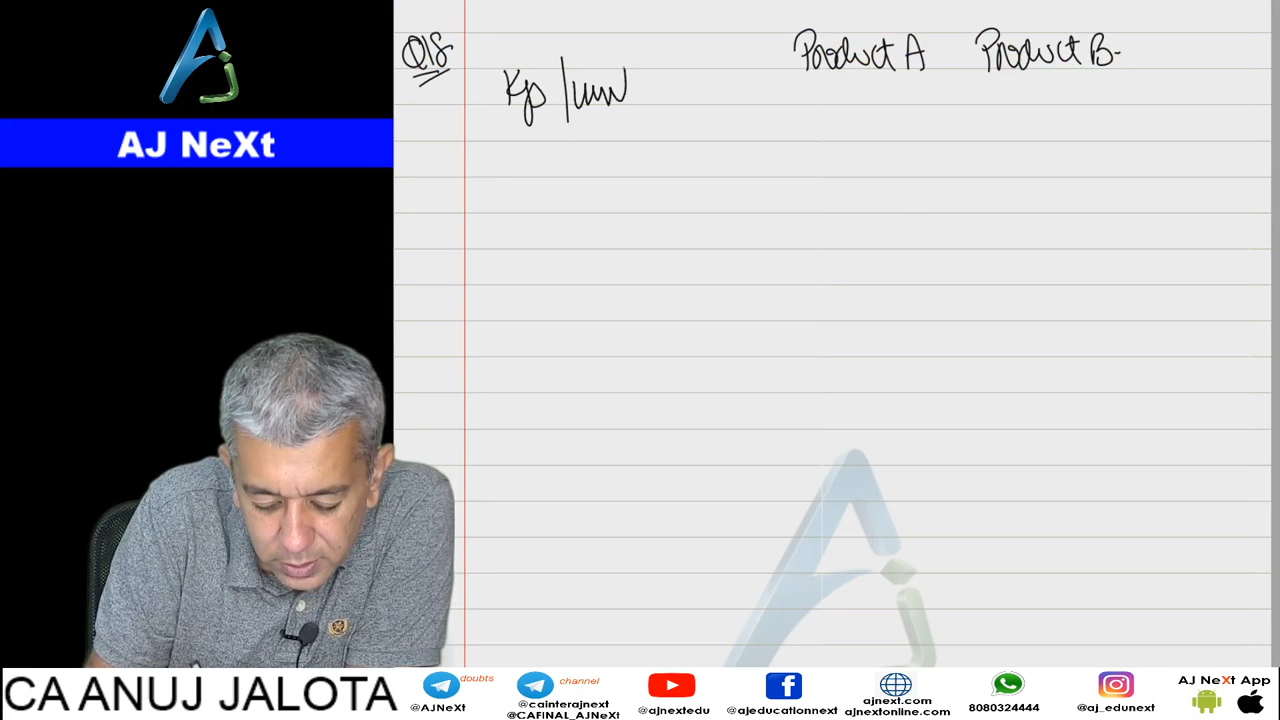 AJ NeXt
Q18
Product A
Product B
Kgs / unit
CA ANUJ JALOTA
doubts
@AJNeXt
channel
@cainterajnext
@CAFINAL_AJNeXt
@ajnextedu
@ajeducationnext
ajnext.com
ajnextonline.com
8080324444
@aj_edunext
AJ NeXt App